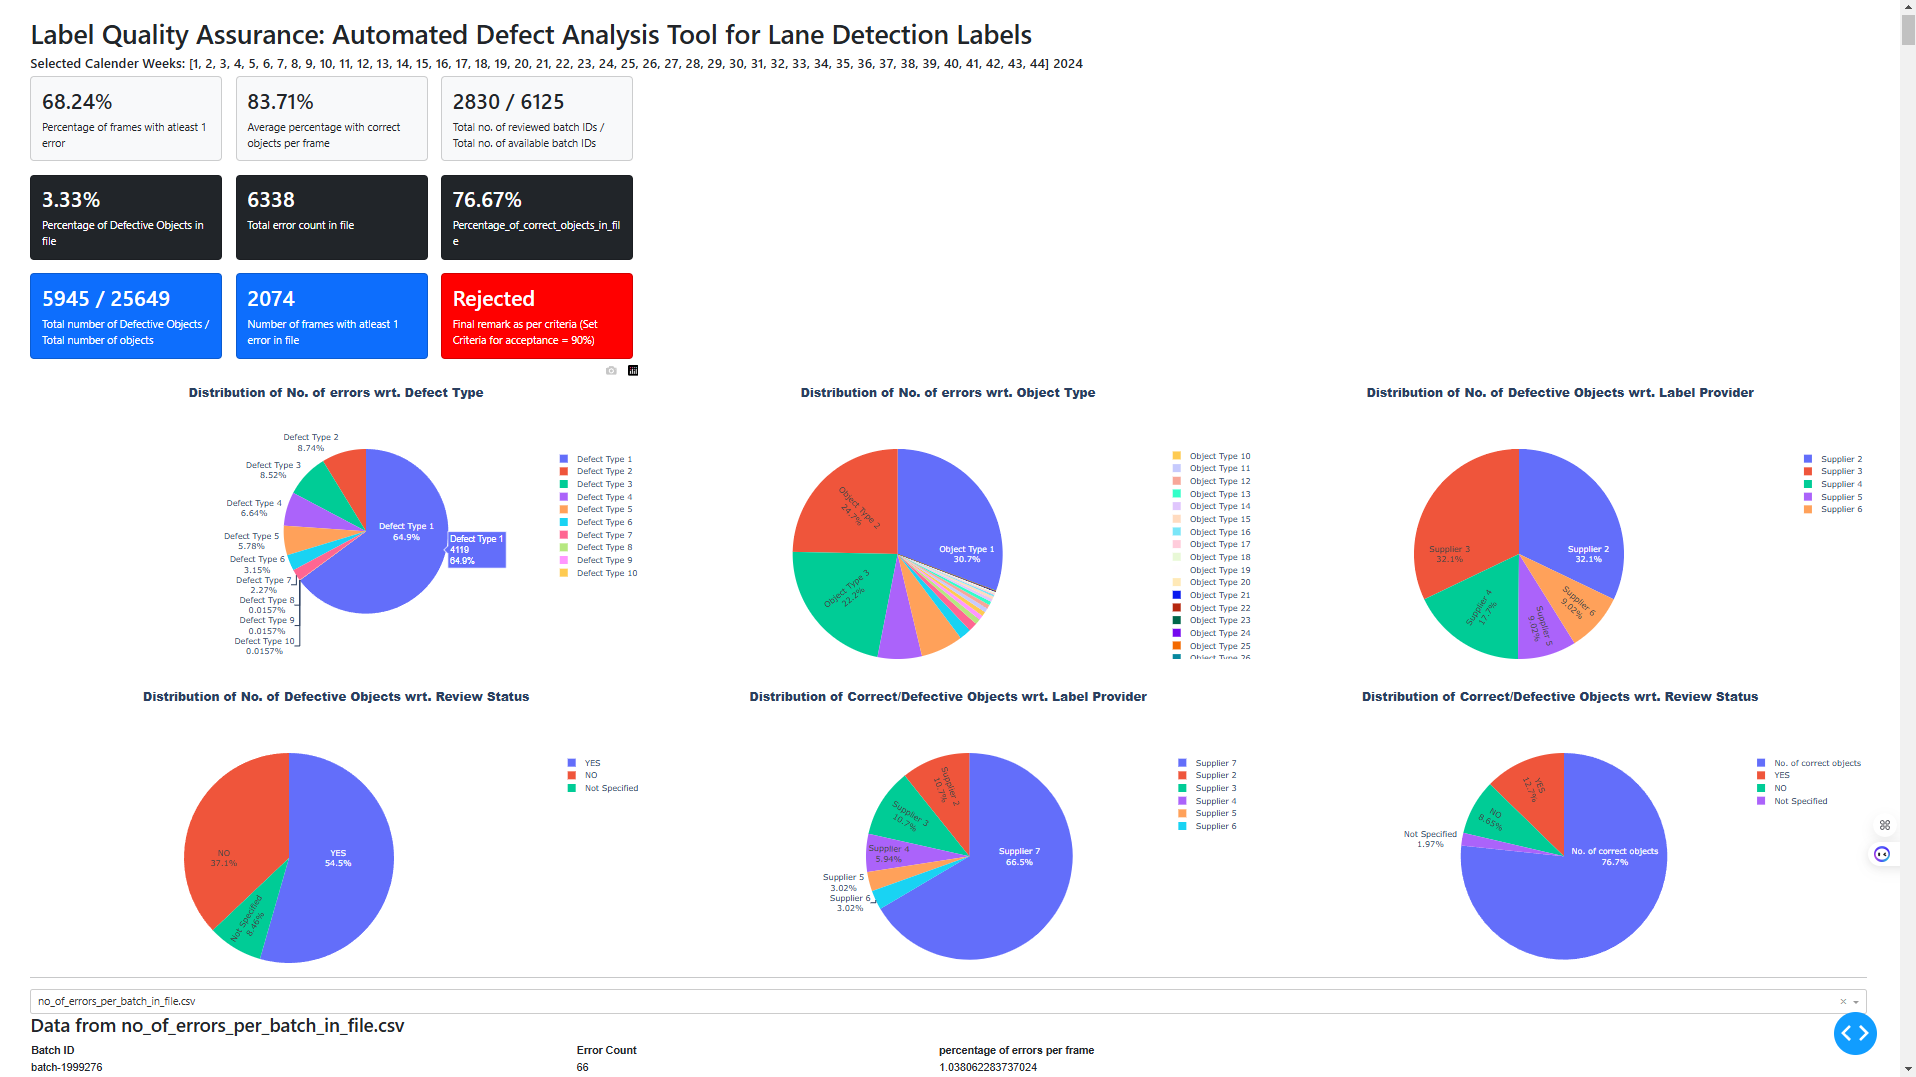 Label Quality Assurance: Automated Defect Analysis Tool for Lane Detection Labels
Selected Calender Weeks: [1, 2, 3, 4, 5, 6, 7, 8, 9, 10, 11, 12, 13, 14, 15, 16, 17, 18, 19, 20, 21, 22, 23, 24, 25, 26, 27, 28, 29, 30, 31, 32, 33, 34, 35, 36, 37, 38, 39, 40, 41, 42, 43, 44] 2024
68.24%
Percentage of frames with atleast 1
error
83.71%
Average percentage with correct
objects per frame
2830 / 6125
Total no. of reviewed batch IDs /
Total no. of available batch IDs
3.33%
Percentage of Defective Objects in
file
6338
Total error count in file
76.67%
Percentage_of_correct_objects_in_fil
e
5945 / 25649
Total number of Defective Objects /
Total number of objects
2074
Number of frames with atleast 1
error in file
Rejected
Final remark as per criteria (Set
Criteria for acceptance = 90%)
Distribution of No. of errors wrt. Defect Type
Defect Type 2
8.74%
Defect Type 3
8.52%
Defect Type 4
6.64%
Defect Type 5
5.78%
Defect Type 6
3.15%
Defect Type 7
2.27%
Defect Type 8
0.0157%
Defect Type 9
0.0157%
Defect Type 10
0.0157%
Defect Type 1
64.9%
Defect Type 1
4119
64.9%
Defect Type 1
Defect Type 2
Defect Type 3
Defect Type 4
Defect Type 5
Defect Type 6
Defect Type 7
Defect Type 8
Defect Type 9
Defect Type 10
Distribution of No. of errors wrt. Object Type
Object Type 2
24.7%
Object Type 1
30.7%
Object Type 3
22.2%
Object Type 10
Object Type 11
Object Type 12
Object Type 13
Object Type 14
Object Type 15
Object Type 16
Object Type 17
Object Type 18
Object Type 19
Object Type 20
Object Type 21
Object Type 22
Object Type 23
Object Type 24
Object Type 25
Object Type 26
Distribution of No. of Defective Objects wrt. Label Provider
Supplier 3
32.1%
Supplier 2
32.1%
Supplier 4
17.7%
Supplier 5
9.02%
Supplier 6
9.02%
Supplier 2
Supplier 3
Supplier 4
Supplier 5
Supplier 6
Distribution of No. of Defective Objects wrt. Review Status
NO
37.1%
YES
54.5%
Not Specified
8.46%
YES
NO
Not Specified
Distribution of Correct/Defective Objects wrt. Label Provider
Supplier 2
10.7%
Supplier 3
10.7%
Supplier 4
5.94%
Supplier 5
3.02%
Supplier 6
3.02%
Supplier 7
66.5%
Supplier 7
Supplier 2
Supplier 3
Supplier 4
Supplier 5
Supplier 6
Distribution of Correct/Defective Objects wrt. Review Status
YES
12.7%
NO
8.65%
Not Specified
1.97%
No. of correct objects
76.7%
No. of correct objects
YES
NO
Not Specified
no_of_errors_per_batch_in_file.csv
Data from no_of_errors_per_batch_in_file.csv
Batch ID Error Count percentage of errors per frame
batch-1999276 66 1.038062283737024